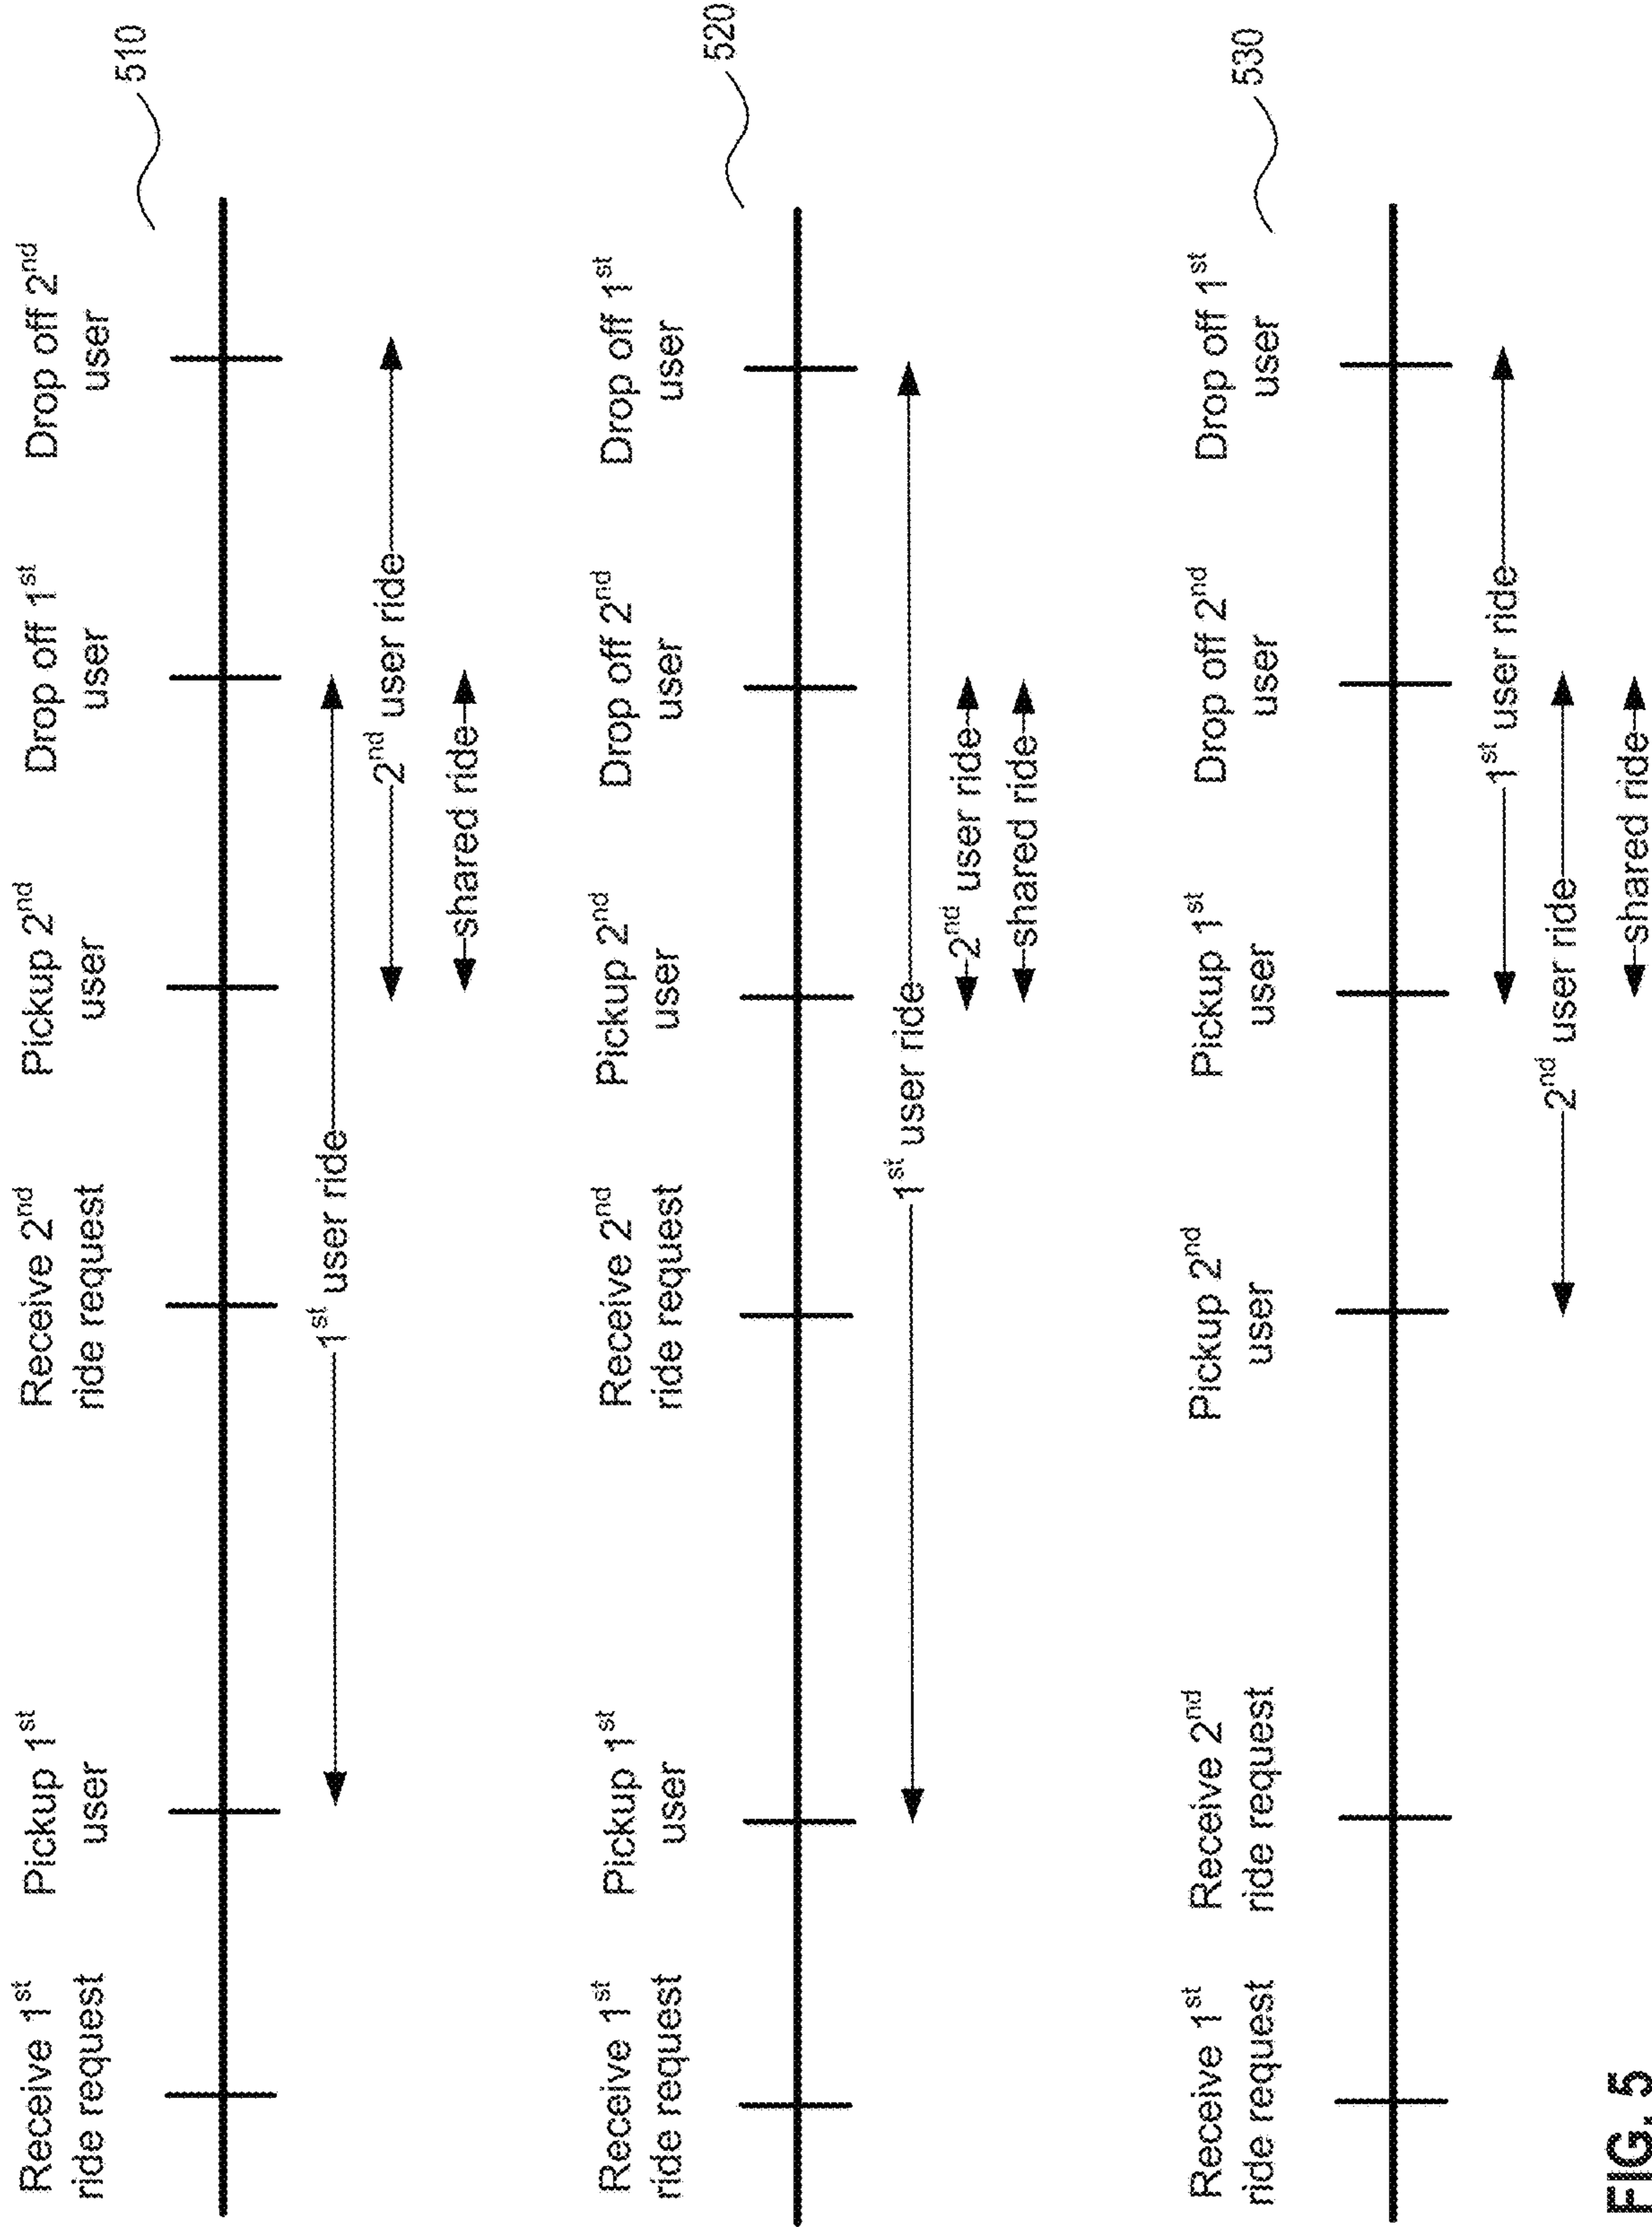 510
Receive 1st
ride request
Pickup 1st
user
Receive 2nd
ride request
Pickup 2nd
user
Drop off 1st
user
Drop off 2nd
user
1st user ride
2nd user ride
shared ride
520
Receive 1st
ride request
Pickup 1st
user
Receive 2nd
ride request
Pickup 2nd
user
Drop off 2nd
user
Drop off 1st
user
1st user ride
2nd user ride
shared ride
530
Receive 1st
ride request
Receive 2nd
ride request
Pickup 2nd
user
Pickup 1st
user
Drop off 2nd
user
Drop off 1st
user
1st user ride
2nd user ride
shared ride
FIG. 5